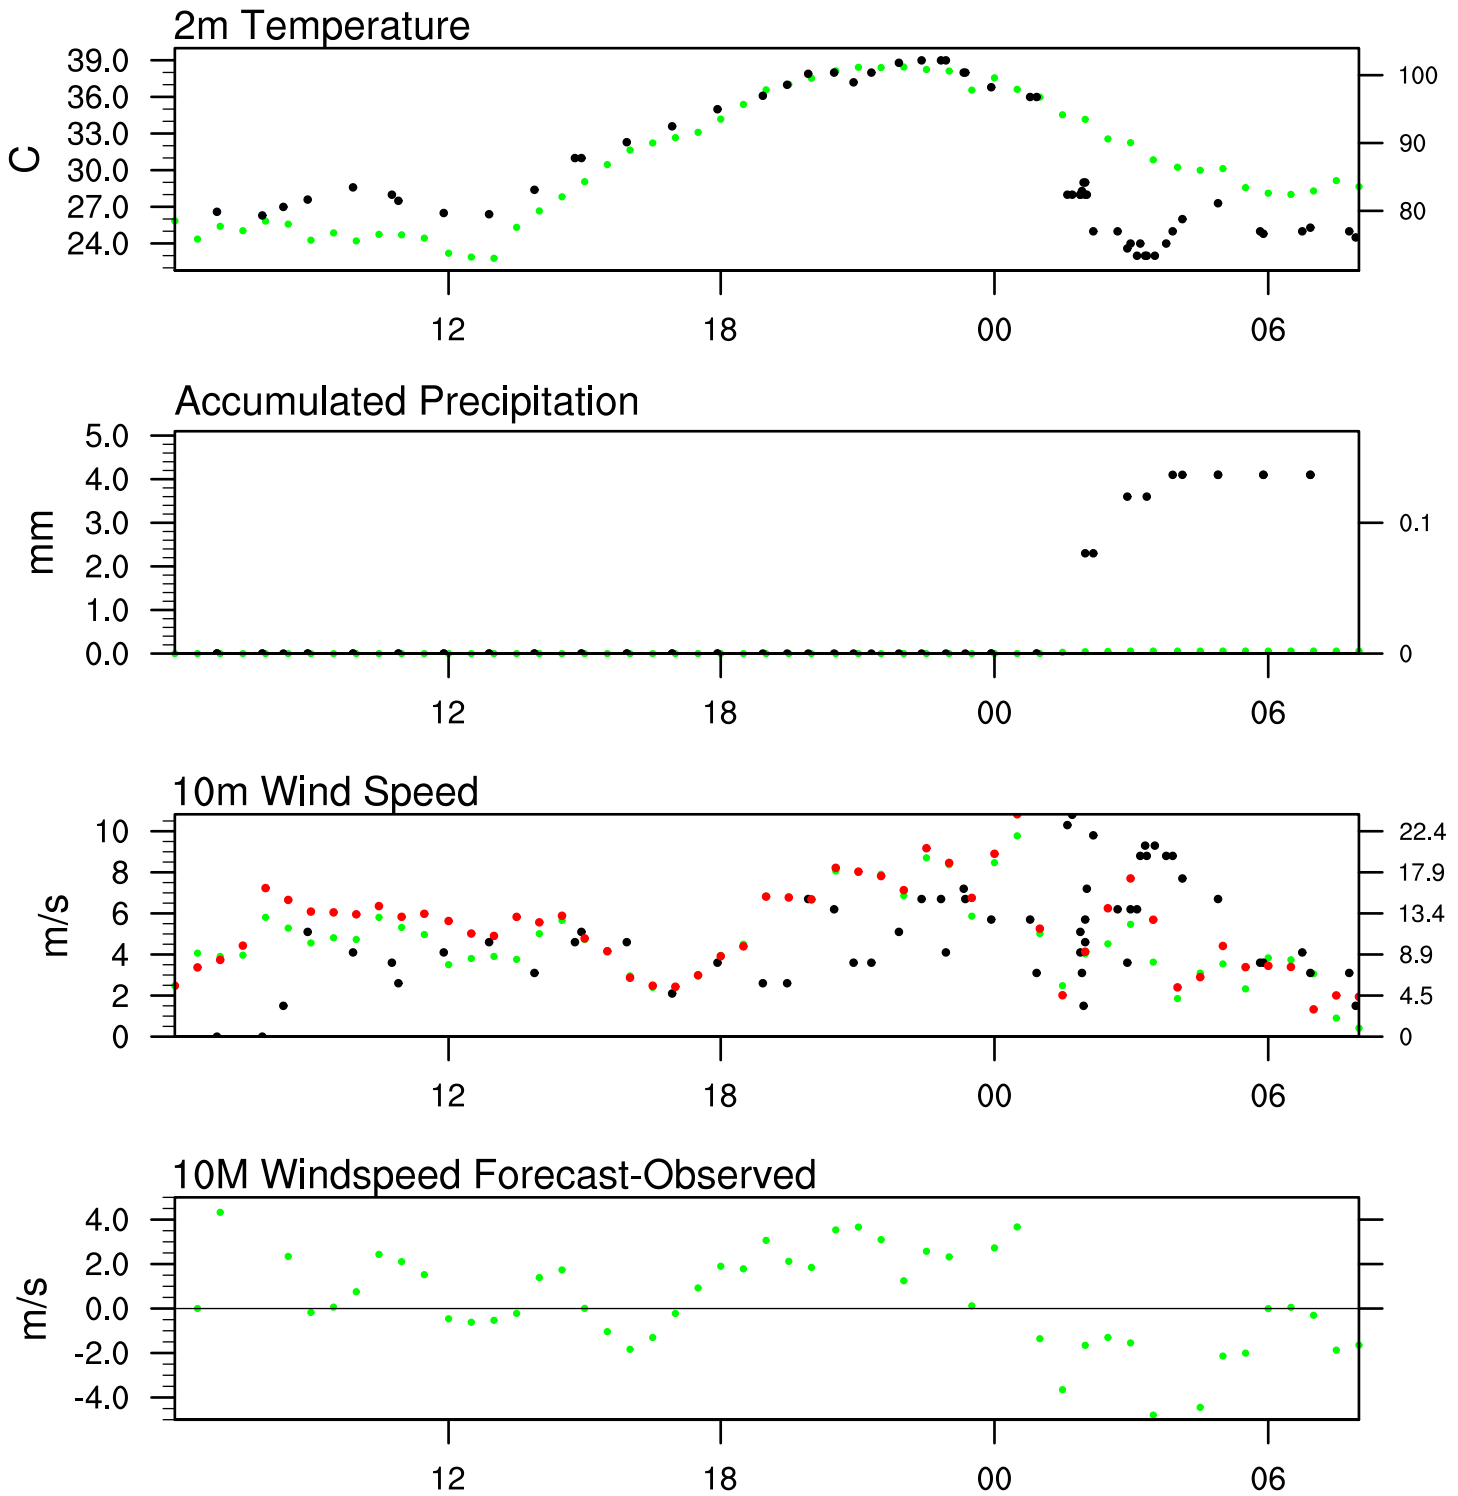 2m Temperature
39.0
36.0
33.0
30.0
27.0
24.0
C
100
90
80
12 18 00 06
Accumulated Precipitation
5.0
4.0
3.0
2.0
1.0
0.0
mm
0.1
0
12 18 00 06
10m Wind Speed
10
8
6
4
2
0
m/s
22.4
17.9
13.4
8.9
4.5
0
12 18 00 06
10M Windspeed Forecast-Observed
4.0
2.0
0.0
-2.0
-4.0
m/s
12 18 00 06